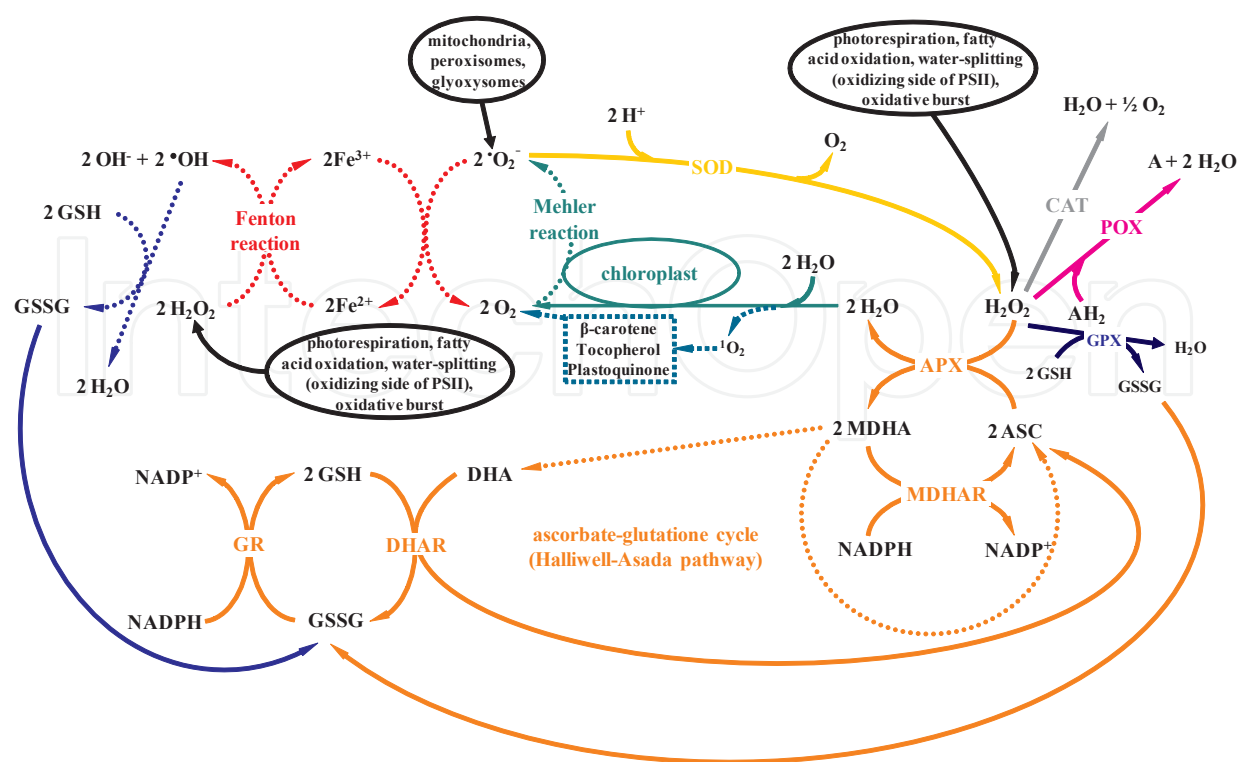 mitochondria,
peroxisomes,
glyoxysomes
photorespiration, fatty
acid oxidation, water-splitting
(oxidizing side of PSII),
oxidative burst
H₂O + ½ O₂
2 H⁺
O₂
2 OH⁻ + 2 •OH
2Fe³⁺
2 •O₂⁻
SOD
A + 2 H₂O
2 GSH
Fenton
reaction
Mehler
reaction
CAT
POX
chloroplast
2 H₂O
GSSG
2 H₂O₂
2Fe²⁺
2 O₂
2 H₂O
H₂O₂
AH₂
β-carotene
Tocopherol
Plastoquinone
¹O₂
GPX
H₂O
photorespiration, fatty
acid oxidation, water-splitting
(oxidizing side of PSII),
oxidative burst
2 H₂O
APX
2 GSH
GSSG
2 MDHA
2 ASC
NADP⁺
2 GSH
DHA
MDHAR
GR
DHAR
ascorbate-glutatione cycle
(Halliwell-Asada pathway)
NADPH
NADP⁺
NADPH
GSSG
IntechOpen